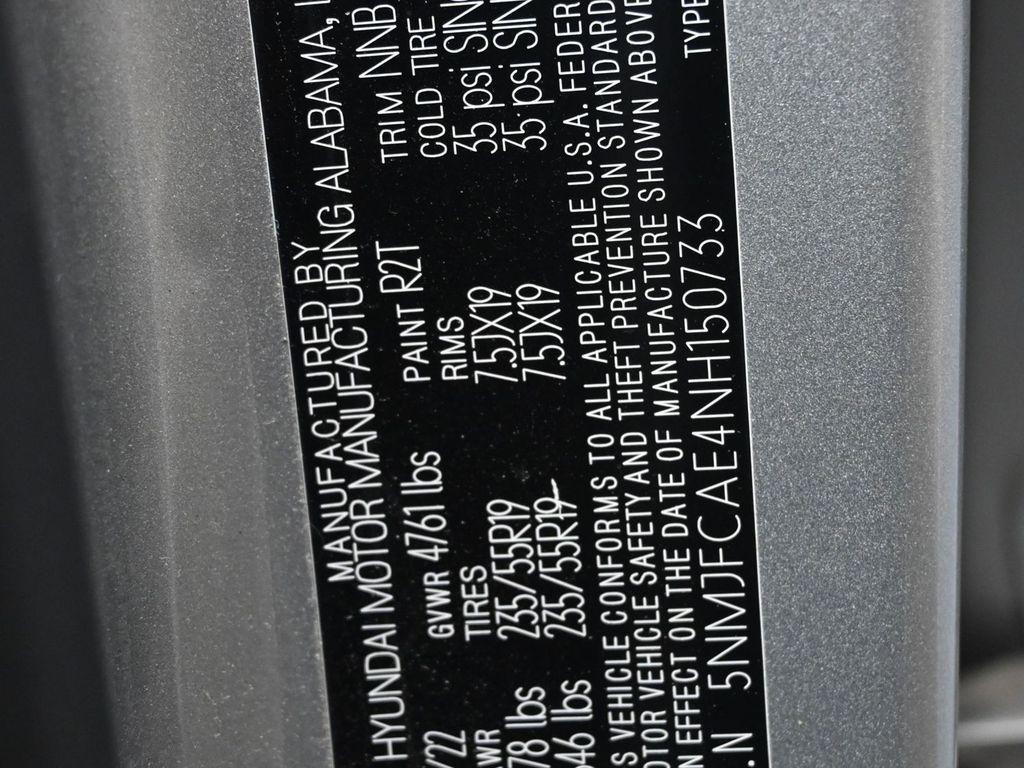 MANUFACTURED BY
HYUNDAI MOTOR MANUFACTURING ALABAMA,
/22 GVWR 4761 lbs PAINT R2T TRIM NNB
WR TIRES RIMS COLD TIRE
78 lbs 235/55R19 7.5JX19 35 psi SING
546 lbs 235/55R19 7.5JX19 35 psi SIN
S VEHICLE CONFORMS TO ALL APPLICABLE U.S.A. FEDER
OTOR VEHICLE SAFETY AND THEFT PREVENTION STANDARD
N EFFECT ON THE DATE OF MANUFACTURE SHOWN ABOVE
.N 5NMJFCAE4NH150733 TYPE